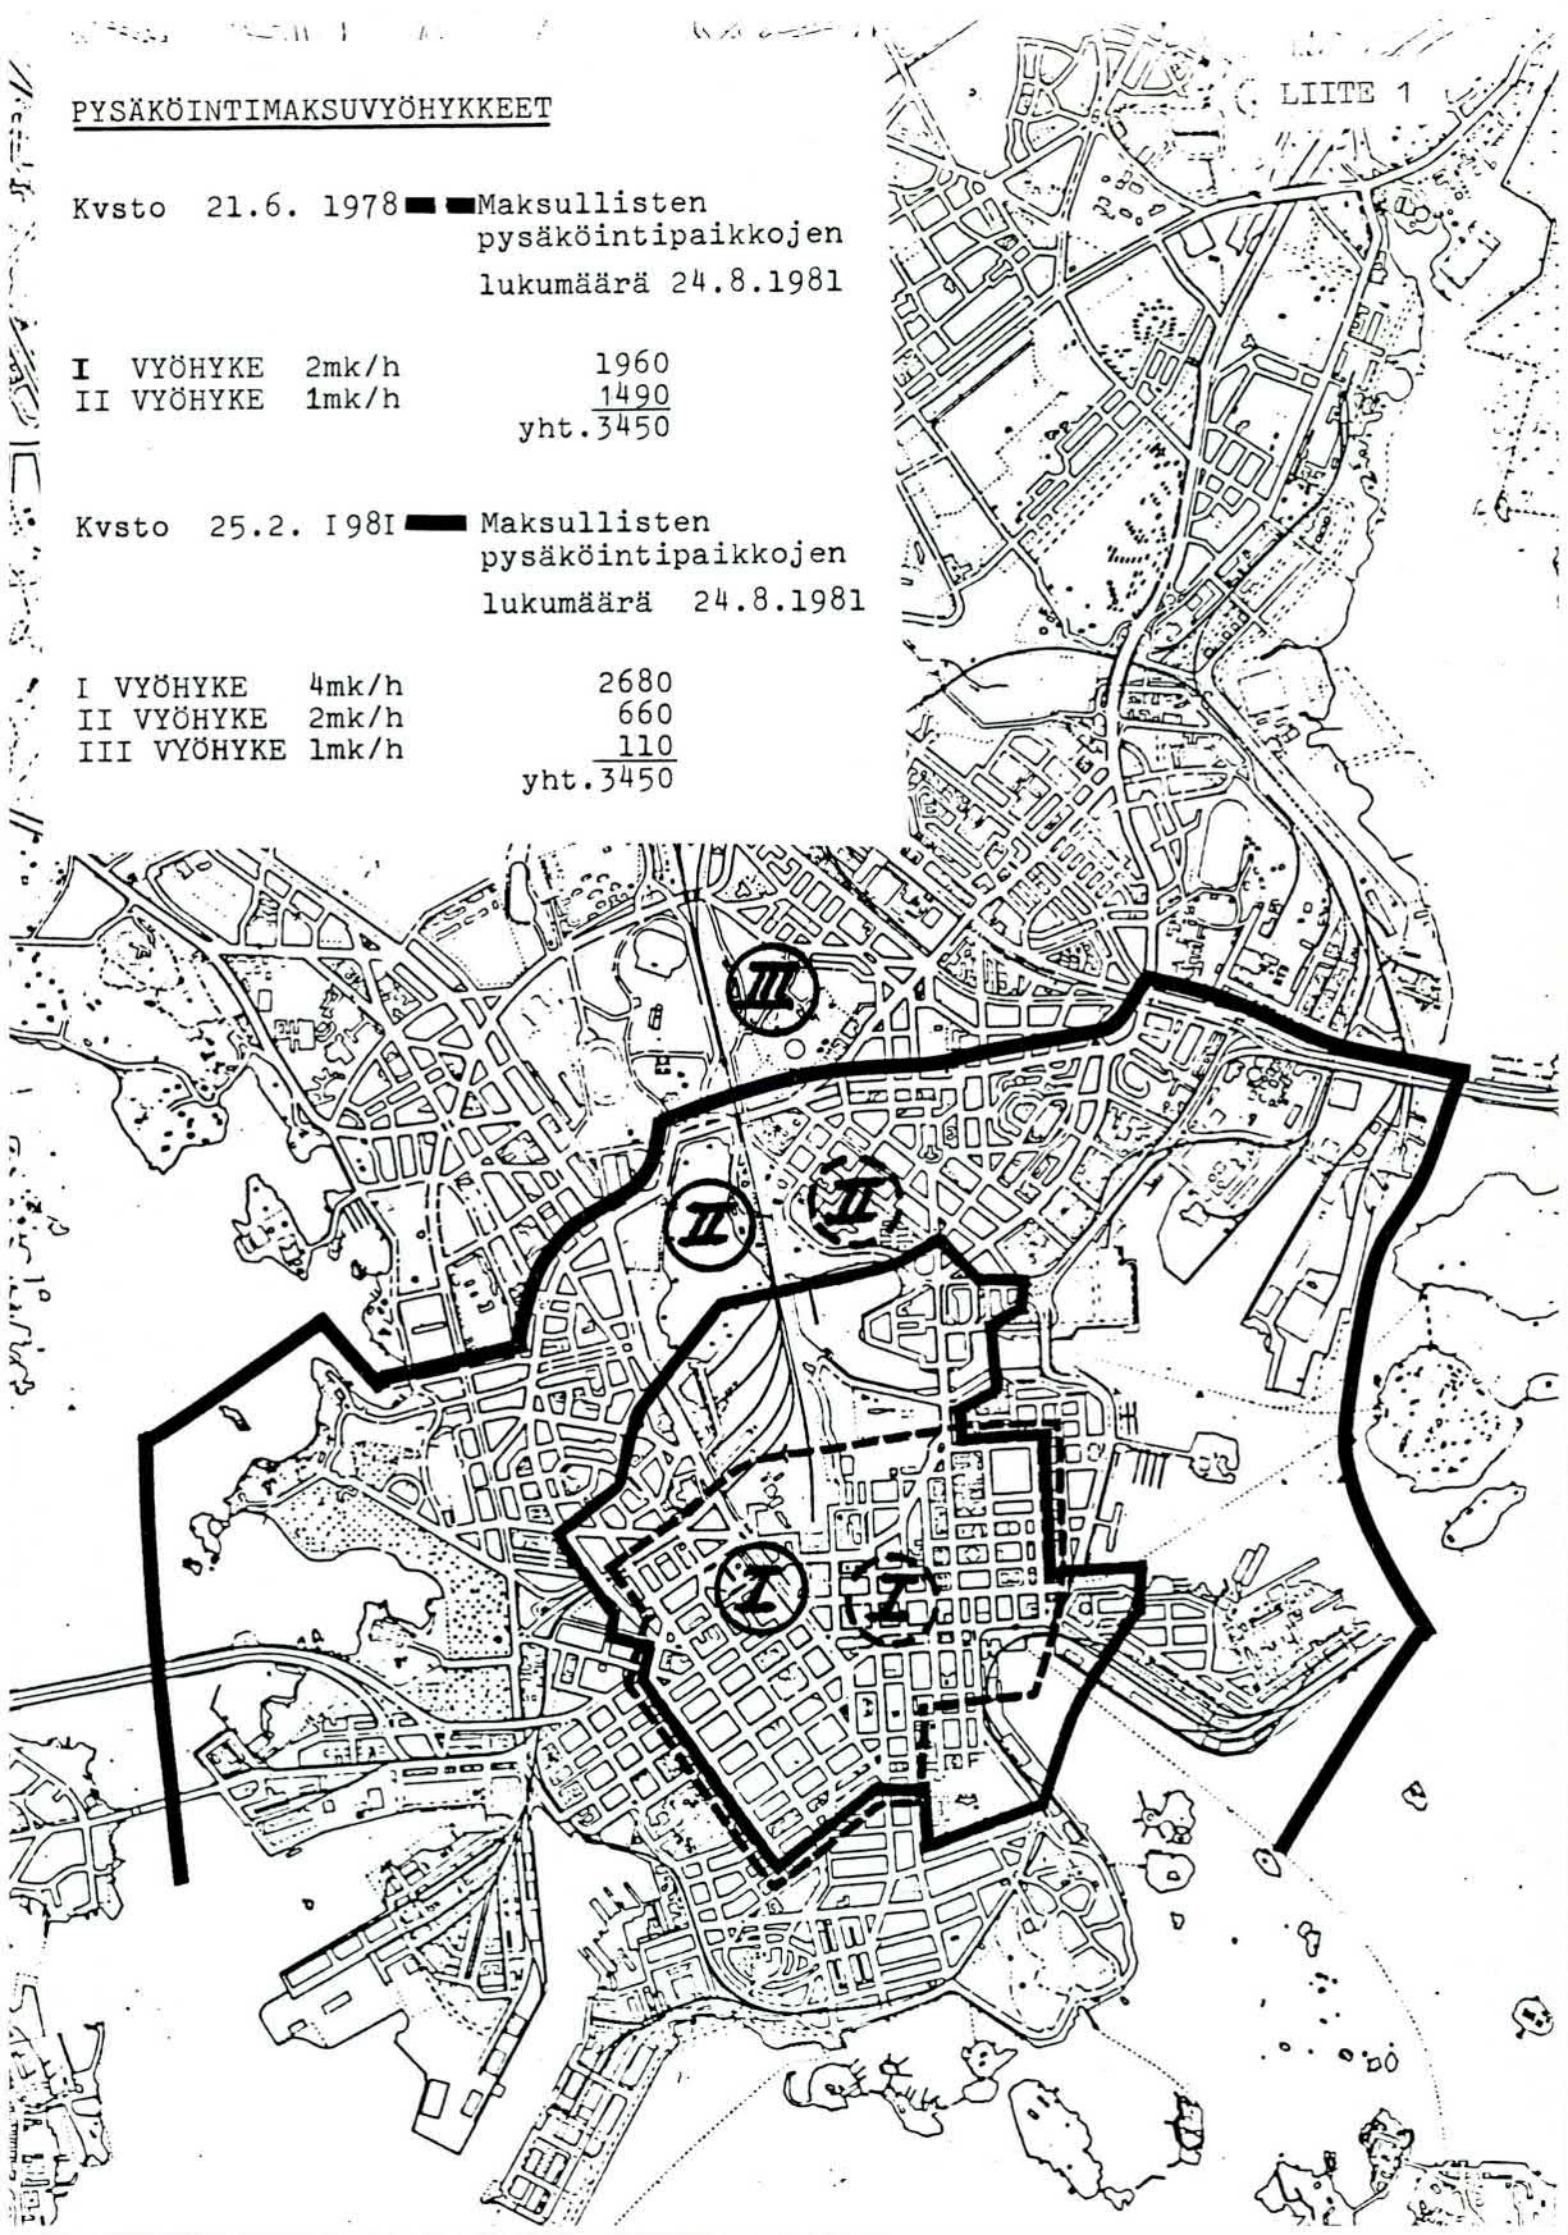 LIITE 1
PYSÄKÖINTIMAKSUVYÖHYKKEET
Kvsto 21.6. 1978 Maksullisten
pysäköintipaikkojen
lukumäärä 24.8.1981
I VYÖHYKE 2mk/h 1960
II VYÖHYKE 1mk/h 1490
yht.3450
Kvsto 25.2. I98I Maksullisten
pysäköintipaikkojen
lukumäärä 24.8.1981
I VYÖHYKE 4mk/h 2680
II VYÖHYKE 2mk/h 660
III VYÖHYKE 1mk/h 110
yht.3450
III
II
II
I
I